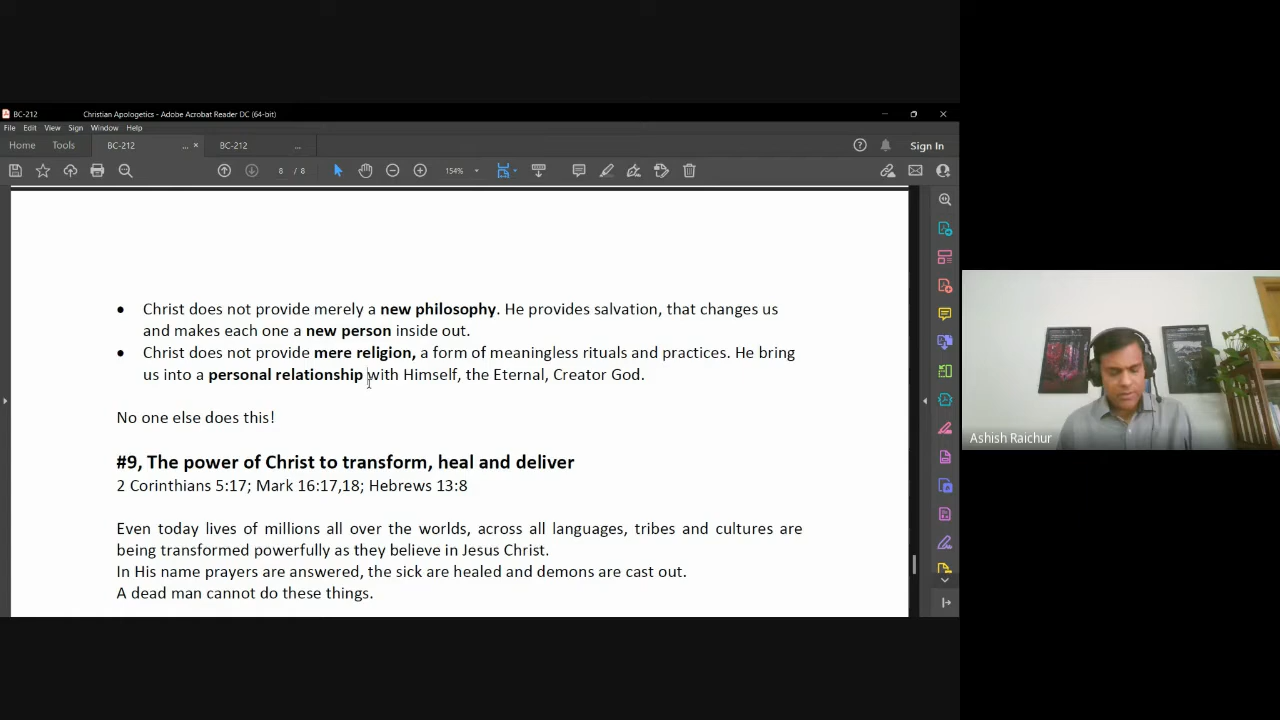 BC-212
Christian Apologetics - Adobe Acrobat Reader DC (64-bit)
File Edit View Sign Window Help
Home Tools BC-212 ... × BC-212 ...
Sign In
8 / 8
154%
• Christ does not provide merely a new philosophy. He provides salvation, that changes us
and makes each one a new person inside out.
• Christ does not provide mere religion, a form of meaningless rituals and practices. He bring
us into a personal relationship with Himself, the Eternal, Creator God.
No one else does this!
#9, The power of Christ to transform, heal and deliver
2 Corinthians 5:17; Mark 16:17,18; Hebrews 13:8
Even today lives of millions all over the worlds, across all languages, tribes and cultures are
being transformed powerfully as they believe in Jesus Christ.
In His name prayers are answered, the sick are healed and demons are cast out.
A dead man cannot do these things.
Ashish Raichur